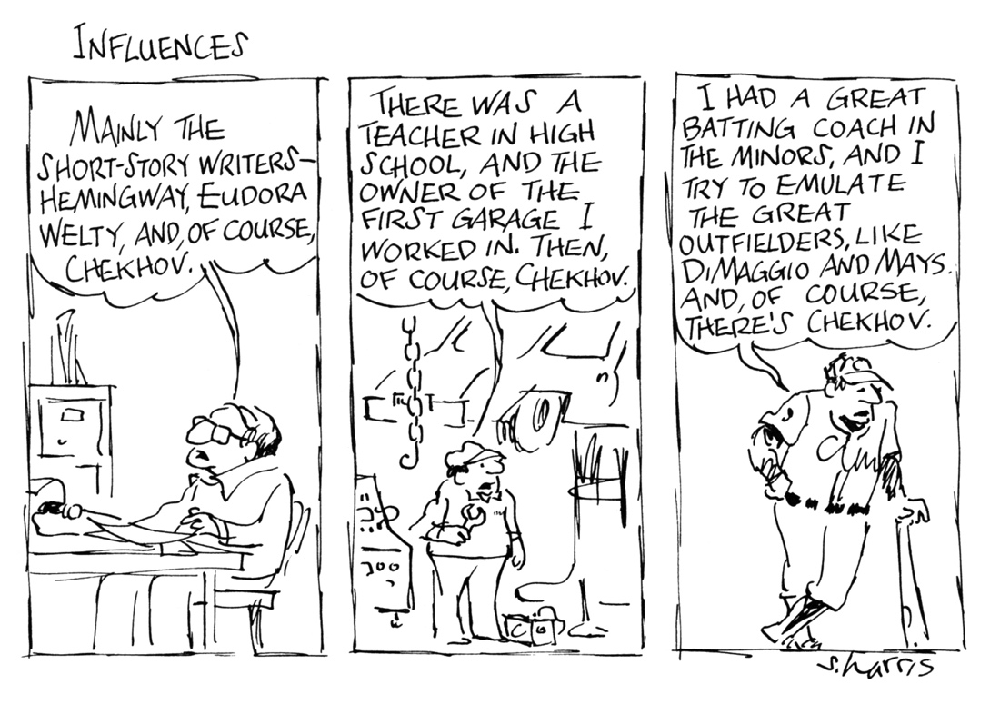 INFLUENCES
MAINLY THE
SHORT-STORY WRITERS—
HEMINGWAY, EUDORA
WELTY, AND, OF COURSE,
CHEKHOV.
THERE WAS A
TEACHER IN HIGH
SCHOOL, AND THE
OWNER OF THE
FIRST GARAGE I
WORKED IN. THEN,
OF COURSE, CHEKHOV.
I HAD A GREAT
BATTING COACH IN
THE MINORS, AND I
TRY TO EMULATE
THE GREAT
OUTFIELDERS, LIKE
DIMAGGIO AND MAYS.
AND, OF COURSE,
THERE'S CHEKHOV.
S. Harris